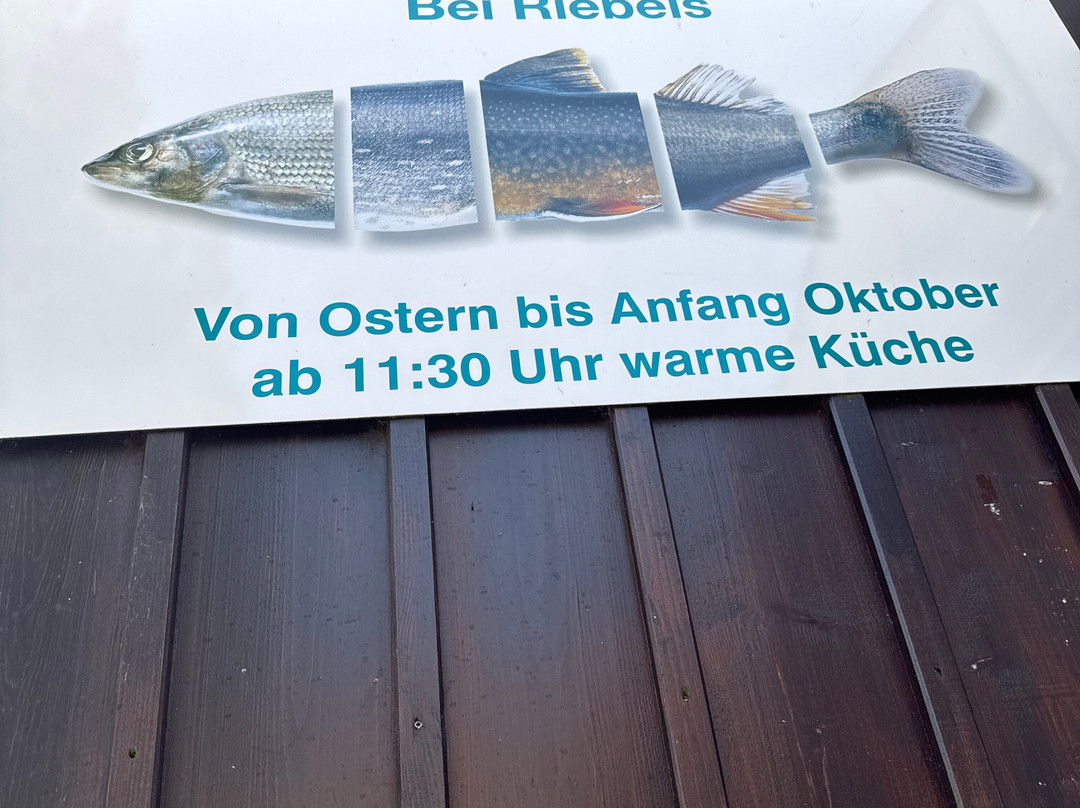 Bei Riebels
Von Ostern bis Anfang Oktober
ab 11:30 Uhr warme Küche